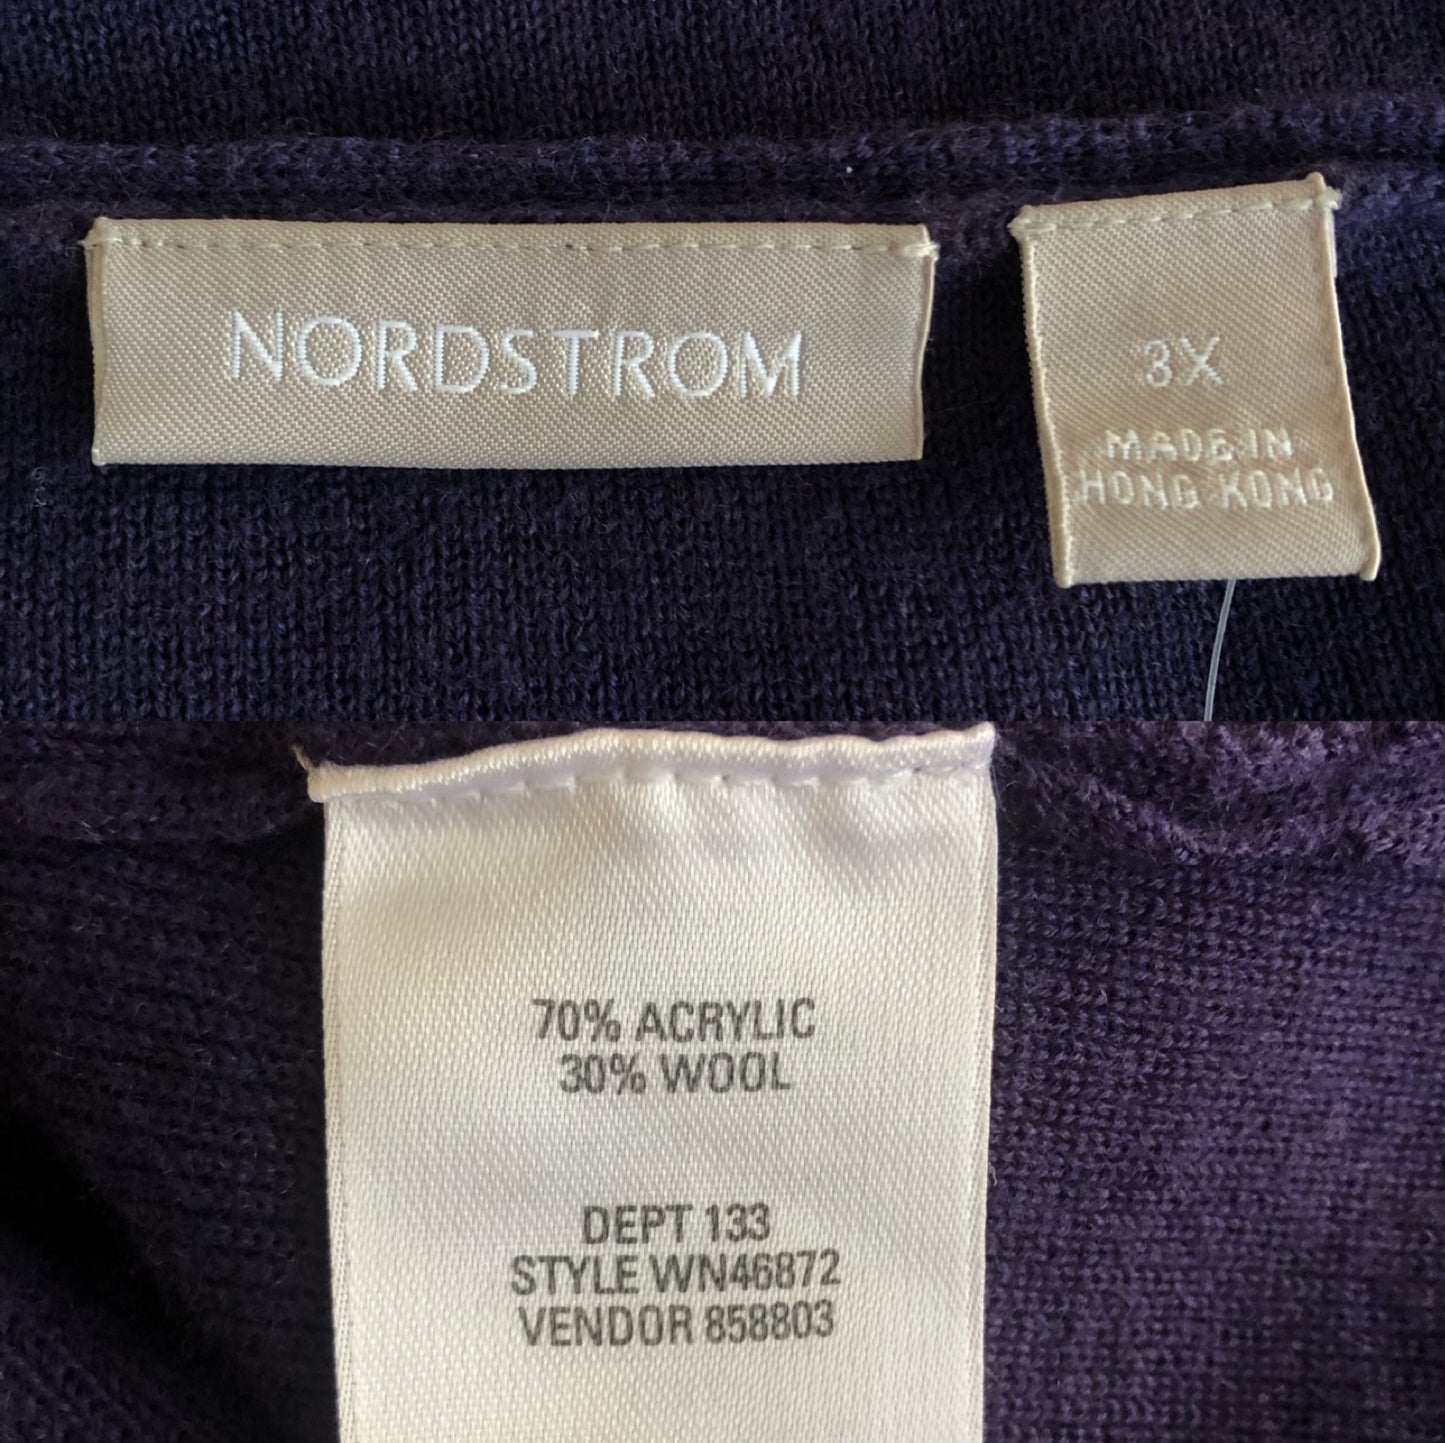 NORDSTROM
3X
MADE IN
HONG KONG
70% ACRYLIC
30% WOOL
DEPT 133
STYLE WN46872
VENDOR 858803